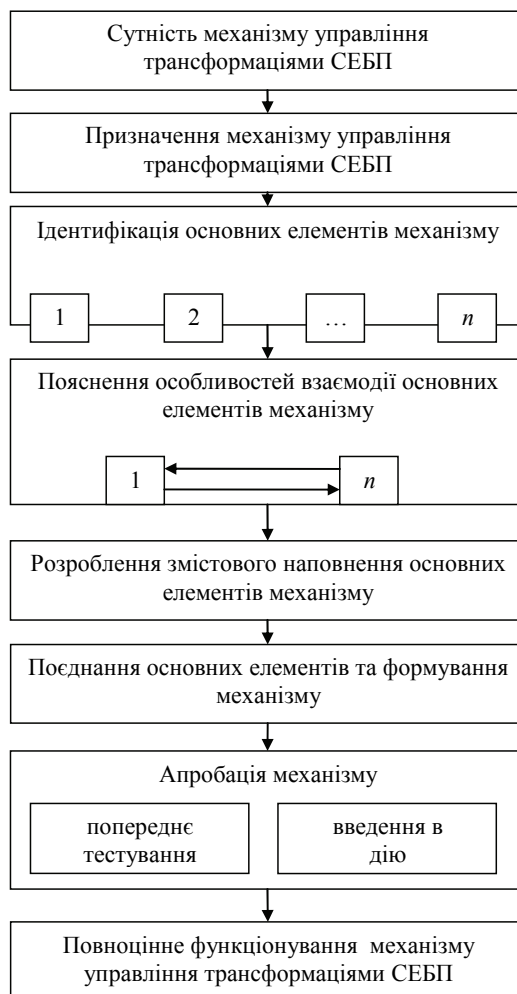 Сутність механізму управління
трансформаціями СЕБП
Призначення механізму управління
трансформаціями СЕБП
Ідентифікація основних елементів механізму
1 2 … n
Пояснення особливостей взаємодії основних
елементів механізму
1 n
Розроблення змістового наповнення основних
елементів механізму
Поєднання основних елементів та формування
механізму
Апробація механізму
попереднє
тестування
введення в
дію
Повноцінне функціонування механізму
управління трансформаціями СЕБП